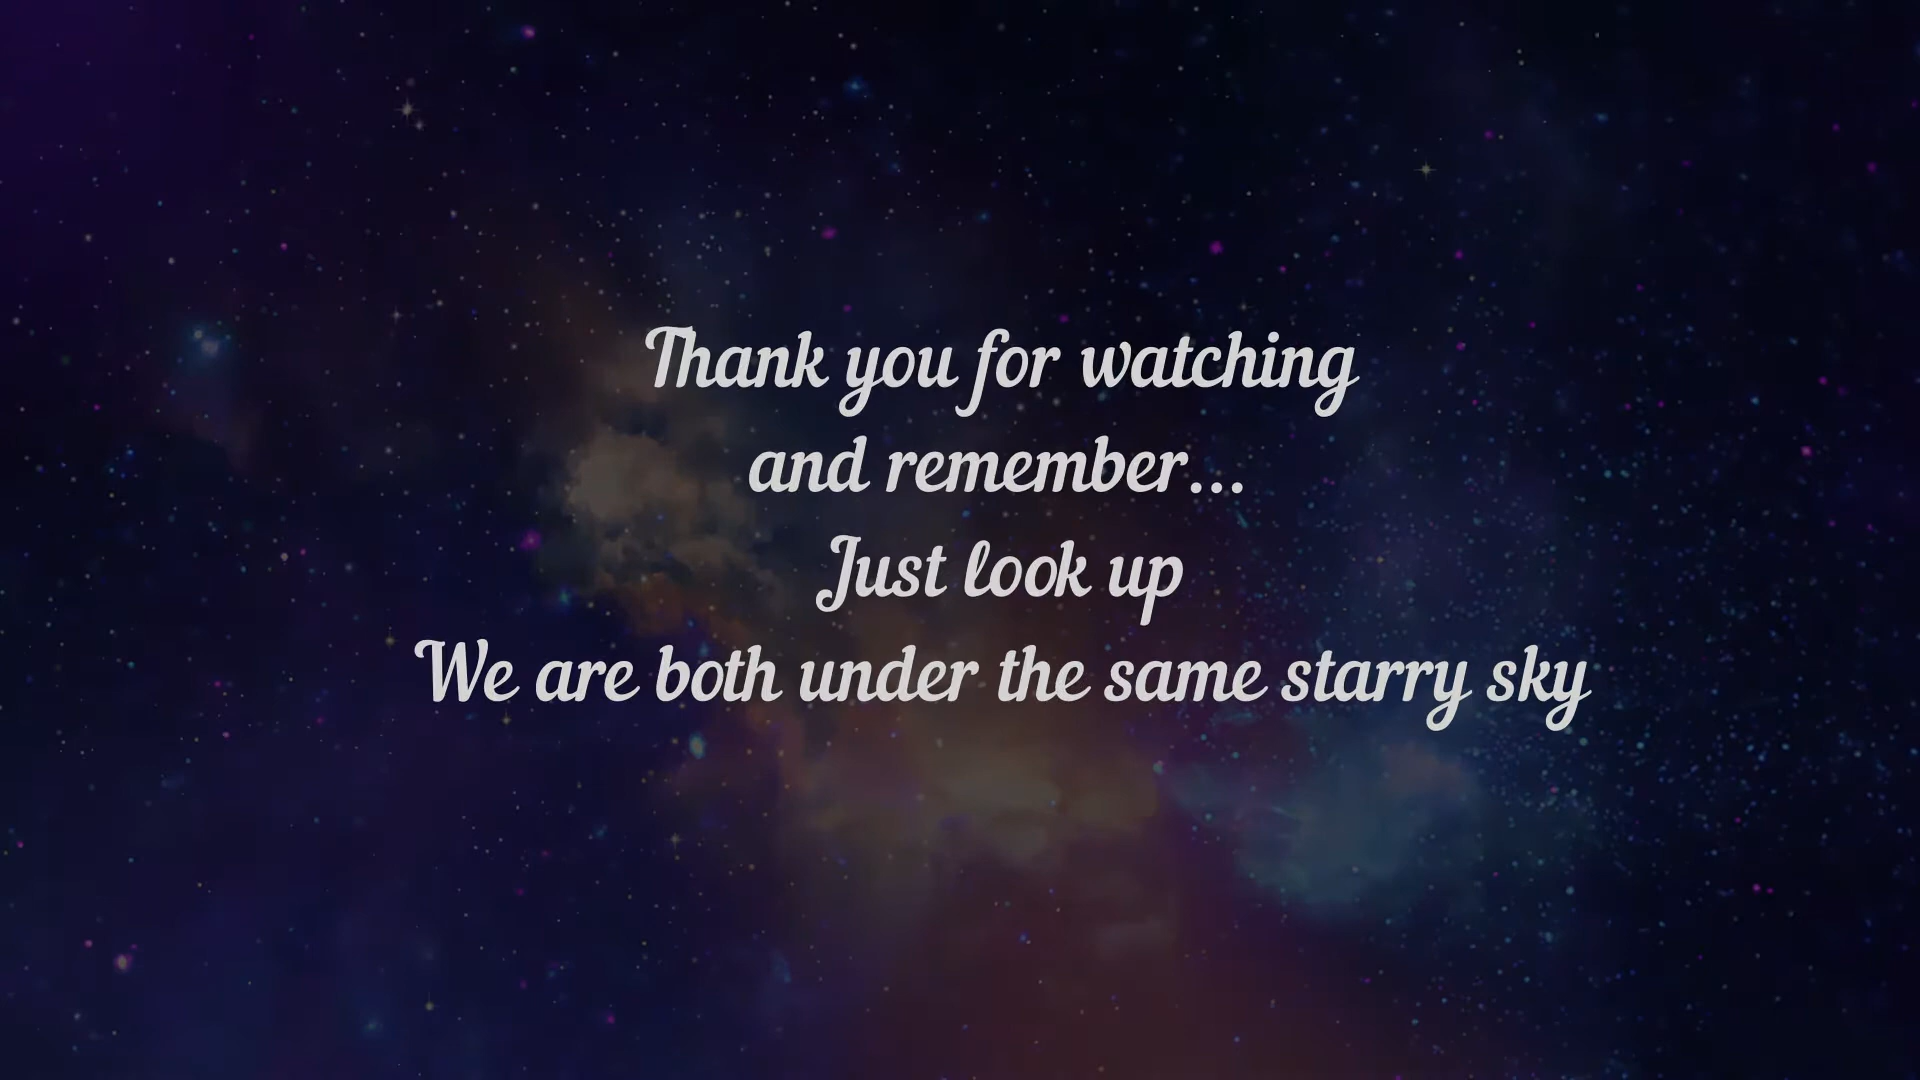 Thank you for watching
and remember...
Just look up
We are both under the same starry sky